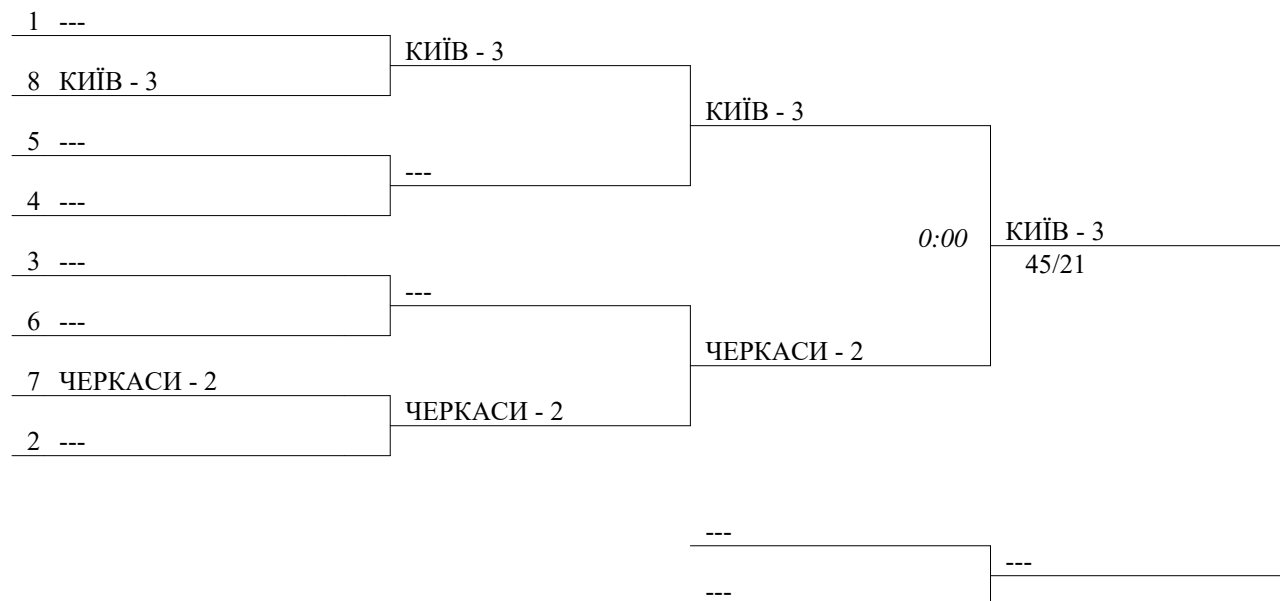 1 ---
КИЇВ - 3
8 КИЇВ - 3
КИЇВ - 3
5 ---
---
4 ---
0:00
КИЇВ - 3
3 ---
45/21
---
6 ---
ЧЕРКАСИ - 2
7 ЧЕРКАСИ - 2
ЧЕРКАСИ - 2
2 ---
---
---
---